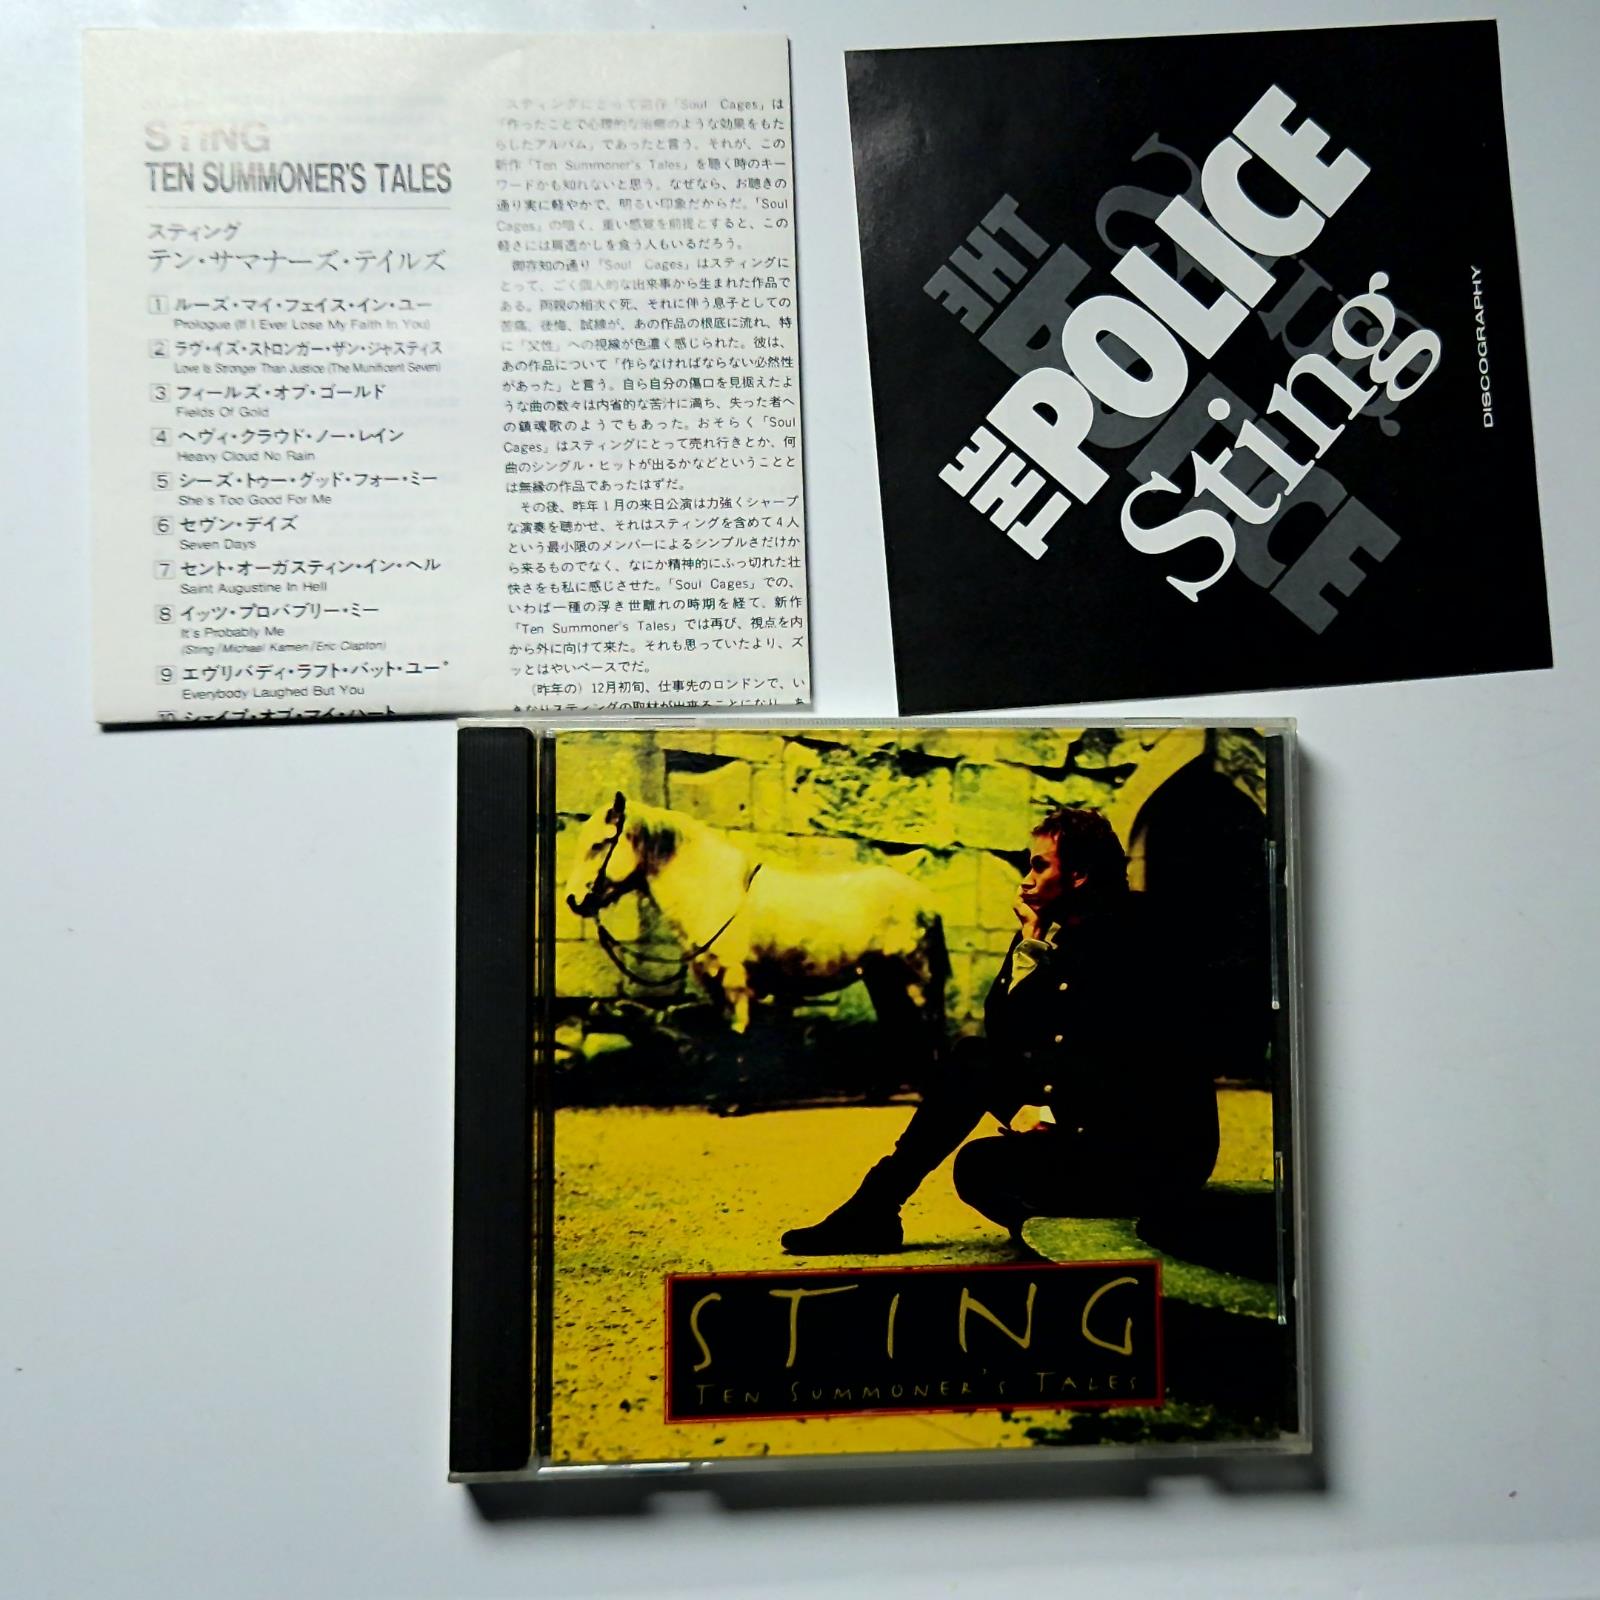 STING
TEN SUMMONER'S TALES
スティング
テン・サマナーズ・テイルズ
1 ルーズ・マイ・フェイス・イン・ユー
Prologue (If I Ever Lose My Faith In You)
2 ラヴ・イズ・ストロンガー・ザン・ジャスティス
Love Is Stronger Than Justice (The Munificent Seven)
3 フィールズ・オブ・ゴールド
Fields Of Gold
4 ヘヴィ・クラウド・ノー・レイン
Heavy Cloud No Rain
5 シーズ・トゥー・グッド・フォー・ミー
She's Too Good For Me
6 セヴン・デイズ
Seven Days
7 セント・オーガスティン・イン・ヘル
Saint Augustine In Hell
8 イッツ・プロバブリー・ミー
It's Probably Me
(Sting/Michael Kamen/Eric Clapton)
9 エヴリバディ・ラフト・バット・ユー*
Everybody Laughed But You
10 シェイプ・オブ・マイ・ハート
スティングにとって前作「Soul Cages」は
「作ったことで心理的な治癒のような効果をもた
らしたアルバム」であったと言う。それが、この
新作「Ten Summoner's Tales」を聴く時のキー
ワードかも知れないと思う。なぜなら、お聴きの
通り実に軽やかで、明るい印象だからだ。「Soul
Cages」の暗く、重い感覚を前提とすると、この
軽さには肩透かしを食う人もいるだろう。
御存知の通り「Soul Cages」はスティングに
とって、ごく個人的な出来事から生まれた作品で
ある。両親の相次ぐ死、それに伴う息子としての
苦痛、後悔、試練が、あの作品の根底に流れ、特
に「父性」への視線が色濃く感じられた。彼は、
あの作品について「作らなければならない必然性
があった」と言う。自ら自分の傷口を見据えたよ
うな曲の数々は内省的な苦汁に満ち、失った者へ
の鎮魂歌のようでもあった。おそらく「Soul
Cages」はスティングにとって売れ行きとか、何
曲のシングル・ヒットが出るかなどということと
は無縁の作品であったはずだ。
その後、昨年1月の来日公演は力強くシャープ
な演奏を聴かせ、それはスティングを含めて4人
という最小限のメンバーによるシンプルさだけか
ら来るものでなく、なにか精神的にふっ切れた壮
快さをも私に感じさせた。「Soul Cages」での、
いわば一種の浮き世離れの時期を経て、新作
「Ten Summoner's Tales」では再び、視点を内
から外に向けて来た。それも思っていたより、ズ
ッとはやいペースでだ。
(昨年の) 12月初旬、仕事先のロンドンで、い
きなりスティングの取材が出来ることになり、あ
THE POLICE
Sting
THE POLICE
Sting
DISCOGRAPHY
STING
TEN SUMMONER'S TALES